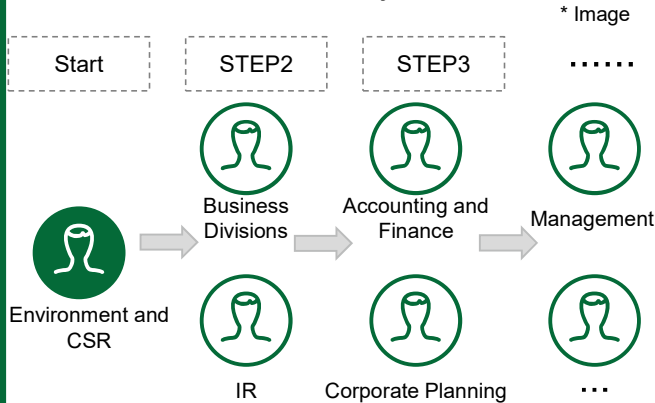 * Image
Start
STEP2
STEP3
······
Business
Divisions
Accounting and
Finance
Management
Environment and
CSR
IR
Corporate Planning
···